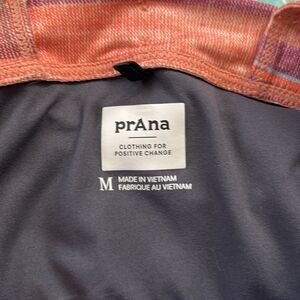 prAna
CLOTHING FOR
POSITIVE CHANGE
M MADE IN VIETNAM
FABRIQUE AU VIETNAM